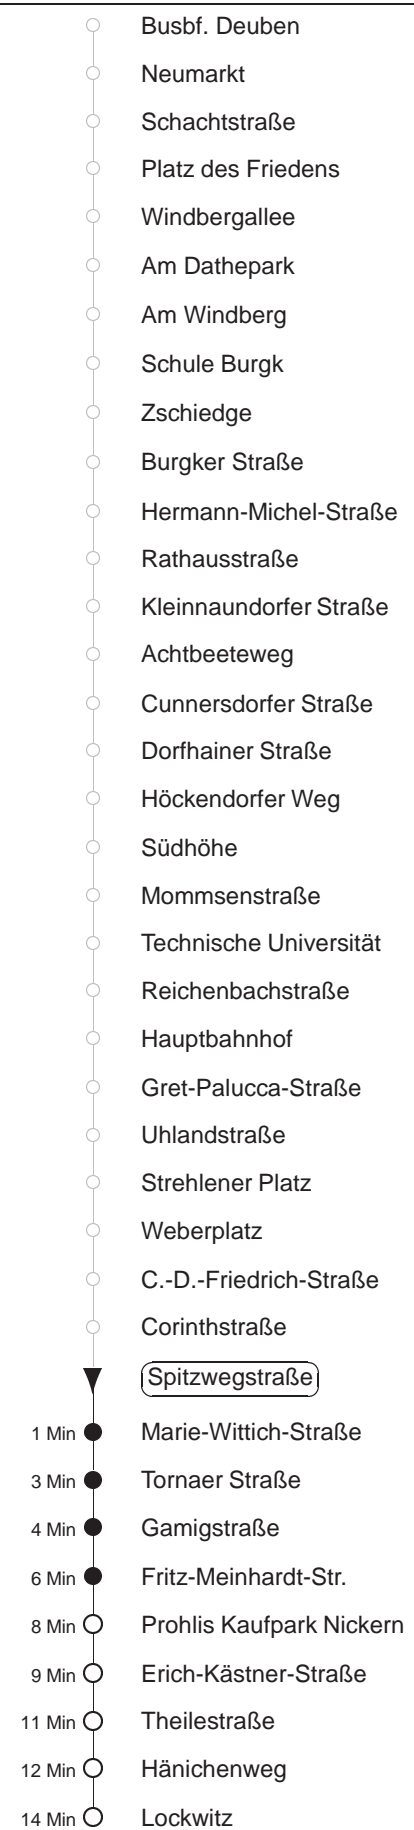 Busbf. Deuben
Neumarkt
Schachtstraße
Platz des Friedens
Windbergallee
Am Dathepark
Am Windberg
Schule Burgk
Zschiedge
Burgker Straße
Hermann-Michel-Straße
Rathausstraße
Kleinnaundorfer Straße
Achtbeeteweg
Cunnersdorfer Straße
Dorfhainer Straße
Höckendorfer Weg
Südhöhe
Mommsenstraße
Technische Universität
Reichenbachstraße
Hauptbahnhof
Gret-Palucca-Straße
Uhlandstraße
Strehlener Platz
Weberplatz
C.-D.-Friedrich-Straße
Corinthstraße
Spitzwegstraße
1 Min Marie-Wittich-Straße
3 Min Tornaer Straße
4 Min Gamigstraße
6 Min Fritz-Meinhardt-Str.
8 Min Prohlis Kaufpark Nickern
9 Min Erich-Kästner-Straße
11 Min Theilestraße
12 Min Hänichenweg
14 Min Lockwitz